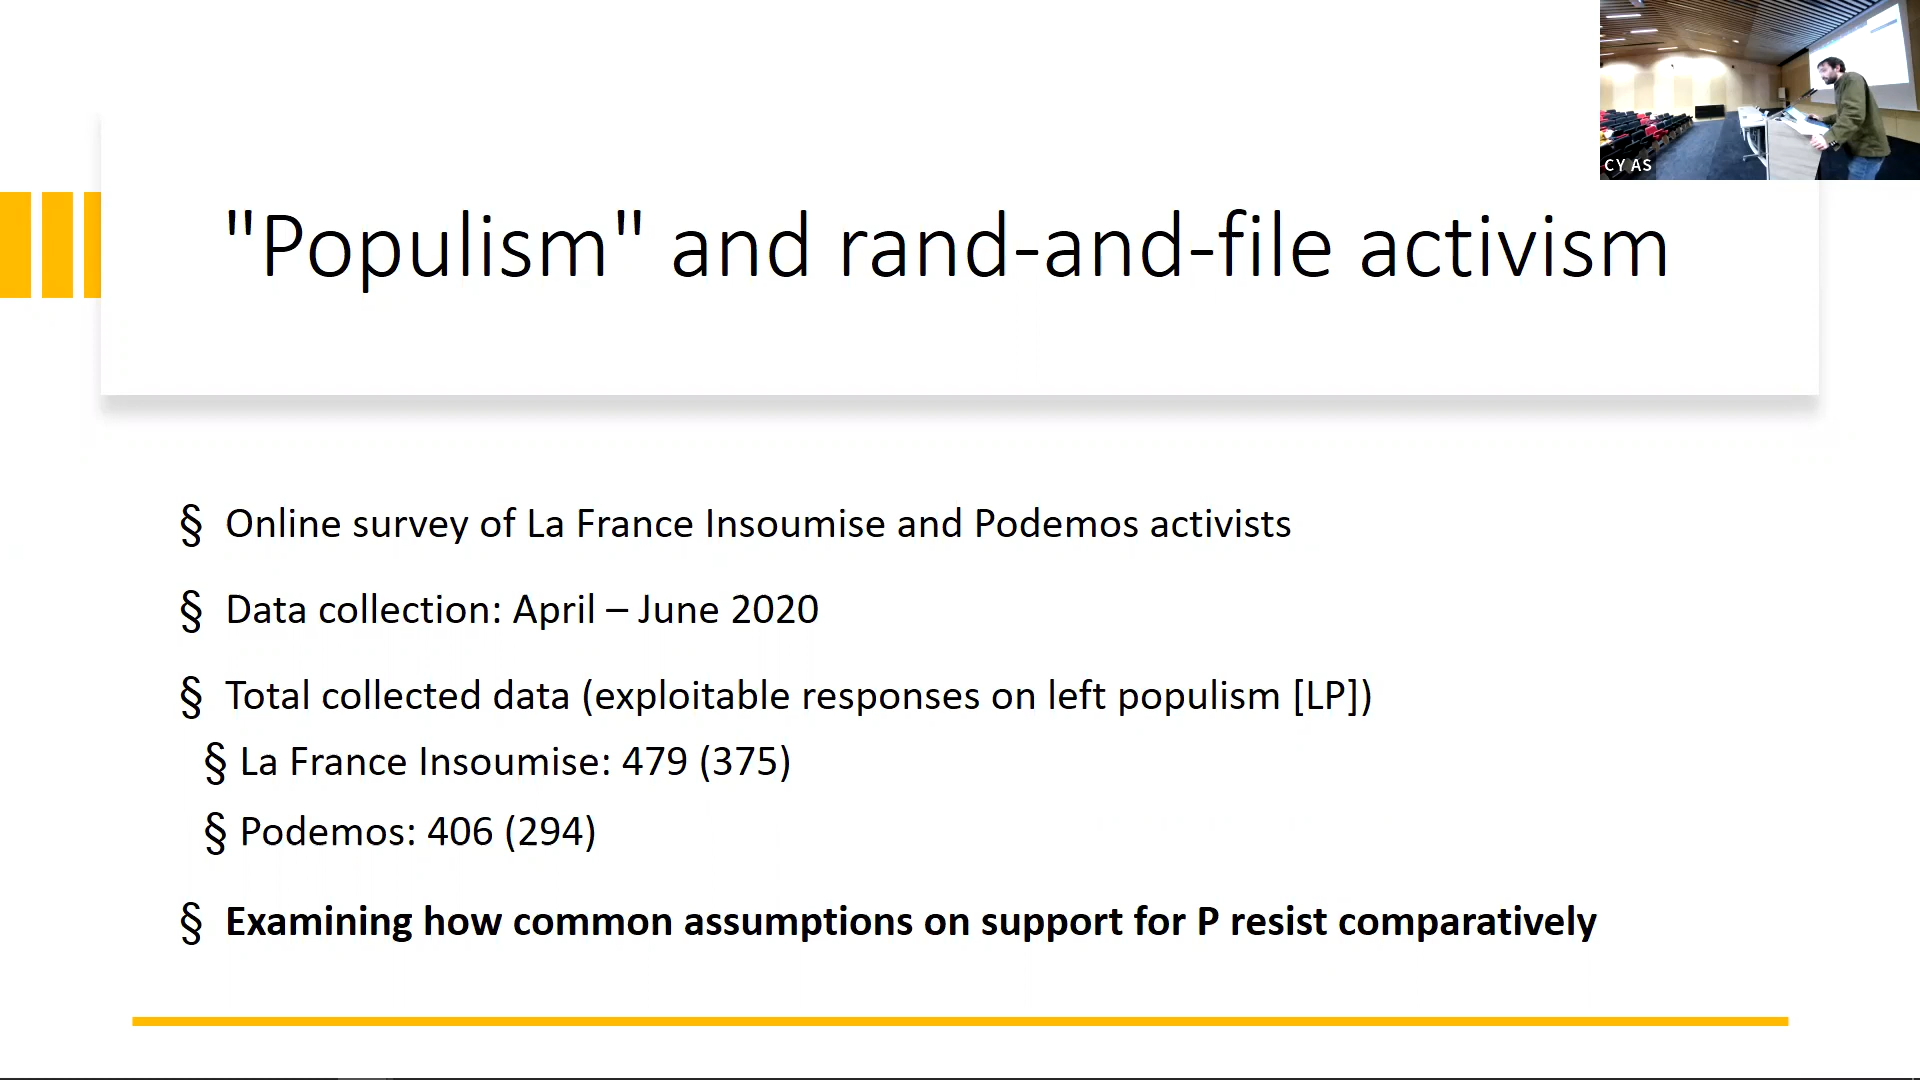 CY AS
"Populism" and rand-and-file activism
§ Online survey of La France Insoumise and Podemos activists
§ Data collection: April – June 2020
§ Total collected data (exploitable responses on left populism [LP])
§ La France Insoumise: 479 (375)
§ Podemos: 406 (294)
§ Examining how common assumptions on support for P resist comparatively